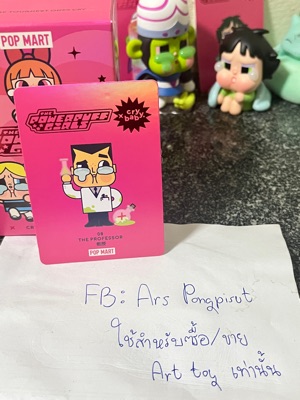 POP MART
THE
POWERPUFF
GIRLS
×
cry
baby
THE PROFESSOR
POP MART
FB: Ars Pongpisut
ใช้สำหรับซื้อ/ขาย
Art toy เท่านั้น